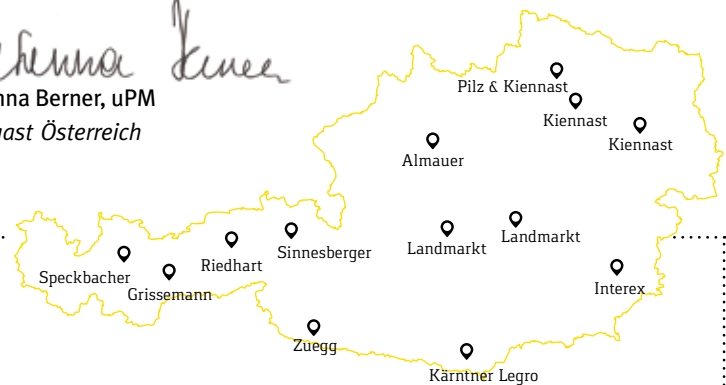 nna Berner, uPM
ast Österreich
Pilz & Kiennast
Kiennast
Kiennast
Almauer
Landmarkt
Landmarkt
Sinnesberger
Riedhart
Speckbacher
Grissemann
Interex
Zuegg
Kärntner Legro